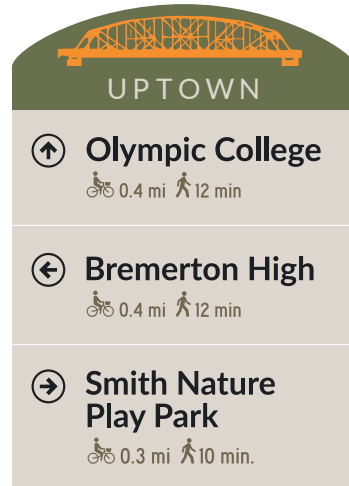 UPTOWN
Olympic College
0.4 mi 12 min
Bremerton High
0.4 mi 12 min
Smith Nature
Play Park
0.3 mi 10 min.